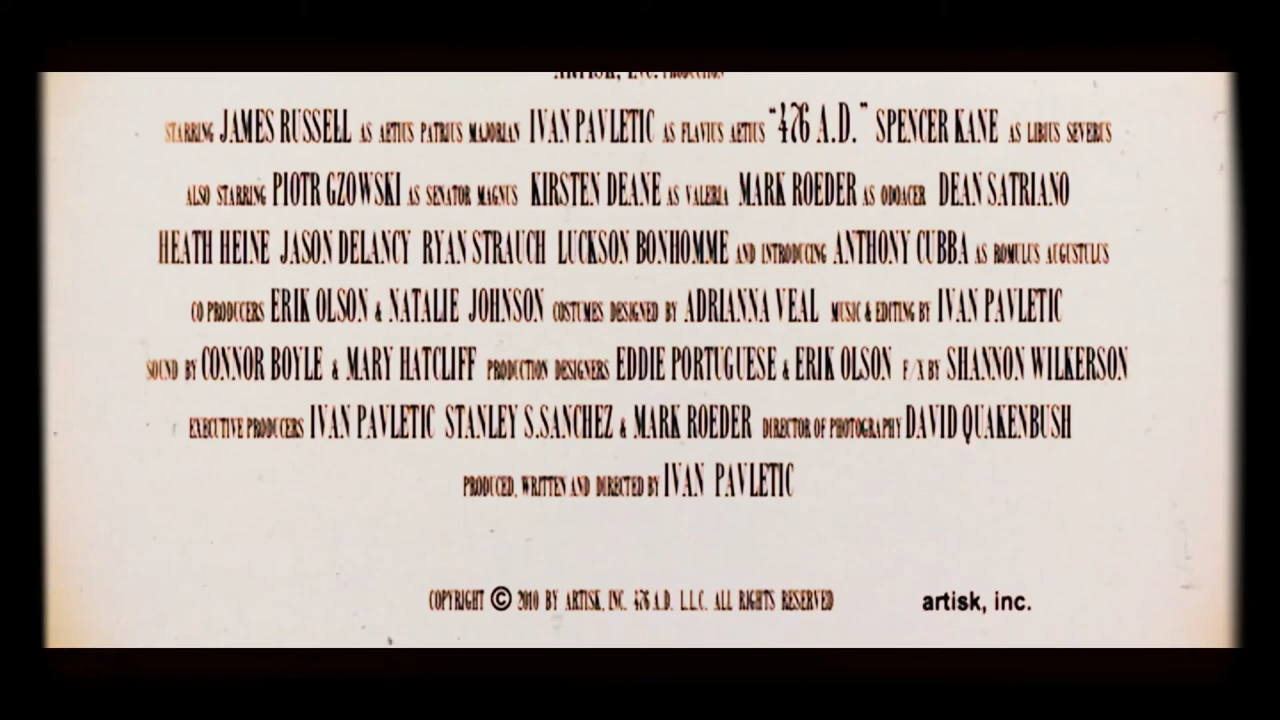 ARTISK, INC. PRODUCTION
STARRING JAMES RUSSELL AS AETIUS PATRIUS MAJORIAN IVAN PAVLETIC AS FLAVIUS AETIUS "476 A.D." SPENCER KANE AS LIBIUS SEVERUS
ALSO STARRING PIOTR GZOWSKI AS SENATOR MAGNUS KIRSTEN DEANE AS VALERIA MARK ROEDER AS ODOACER DEAN SATRIANO
HEATH HEINE JASON DELANCY RYAN STRAUCH LUCKSON BONHOMME AND INTRODUCING ANTHONY CUBBA AS ROMULUS AUGUSTULUS
CO PRODUCERS ERIK OLSON & NATALIE JOHNSON COSTUMES DESIGNED BY ADRIANNA VEAL MUSIC & EDITING BY IVAN PAVLETIC
SOUND BY CONNOR BOYLE & MARY HATCLIFF PRODUCTION DESIGNERS EDDIE PORTUGUESE & ERIK OLSON F/X BY SHANNON WILKERSON
EXECUTIVE PRODUCERS IVAN PAVLETIC STANLEY S.SANCHEZ & MARK ROEDER DIRECTOR OF PHOTOGRAPHY DAVID QUAKENBUSH
PRODUCED, WRITTEN AND DIRECTED BY IVAN PAVLETIC
COPYRIGHT © 2010 BY ARTISK, INC. 476 A.D. L.L.C. ALL RIGHTS RESERVED
artisk, inc.